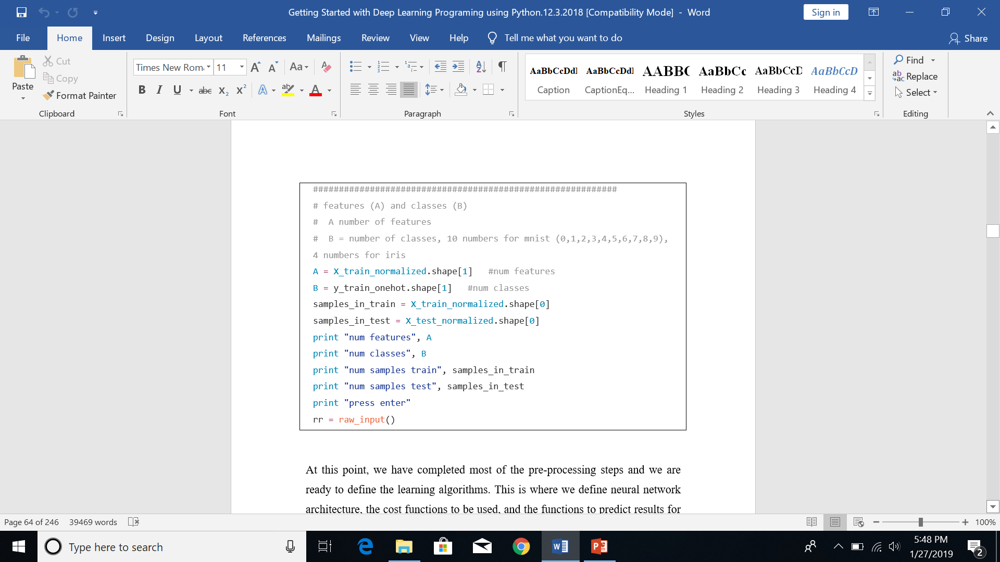 Getting Started with Deep Learning Programing using Python.12.3.2018 [Compatibility Mode] - Word
Sign in
File Home Insert Design Layout References Mailings Review View Help Tell me what you want to do Share
Paste
Cut
Copy
Format Painter
Clipboard
Times New Rom 11
Aa
B I U abc X2 X2 A ab A
Font
Paragraph
AaBbCcDdI AaBbCcDdI AABBC AaBbCc AaBbCcD AaBbCcD
Caption CaptionEq... Heading 1 Heading 2 Heading 3 Heading 4
Styles
Find
Replace
Select
Editing
###########################################################
# features (A) and classes (B)
#  A number of features
#  B = number of classes, 10 numbers for mnist (0,1,2,3,4,5,6,7,8,9),
4 numbers for iris
A = X_train_normalized.shape[1]   #num features
B = y_train_onehot.shape[1]   #num classes
samples_in_train = X_train_normalized.shape[0]
samples_in_test = X_test_normalized.shape[0]
print "num features", A
print "num classes", B
print "num samples train", samples_in_train
print "num samples test", samples_in_test
print "press enter"
rr = raw_input()
At this point, we have completed most of the pre-processing steps and we are
ready to define the learning algorithms. This is where we define neural network
architecture, the cost functions to be used, and the functions to predict results for
Page 64 of 246 39469 words 100%
Type here to search
5:48 PM
1/27/2019
2